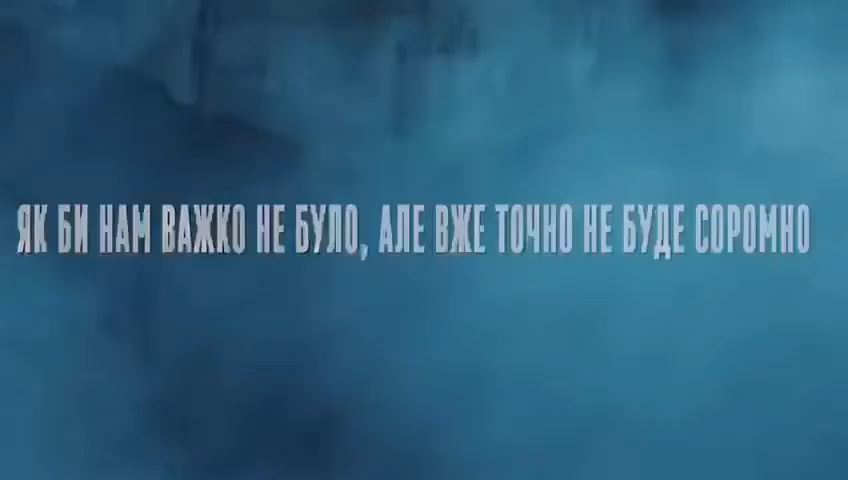 ЯК БИ НАМ ВАЖКО НЕ БУЛО, АЛЕ ВЖЕ ТОЧНО НЕ БУДЕ СОРОМНО